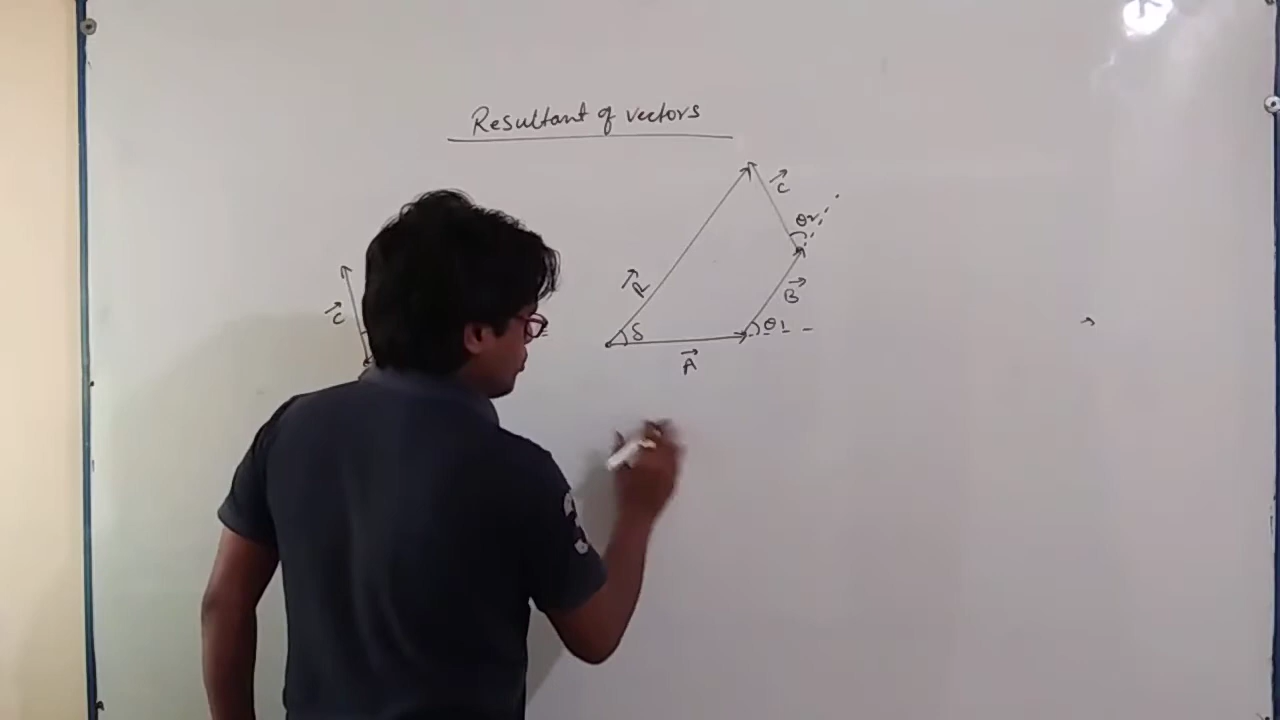 Resultant of vectors
C
θ2
R
B
C
δ
θ1
A